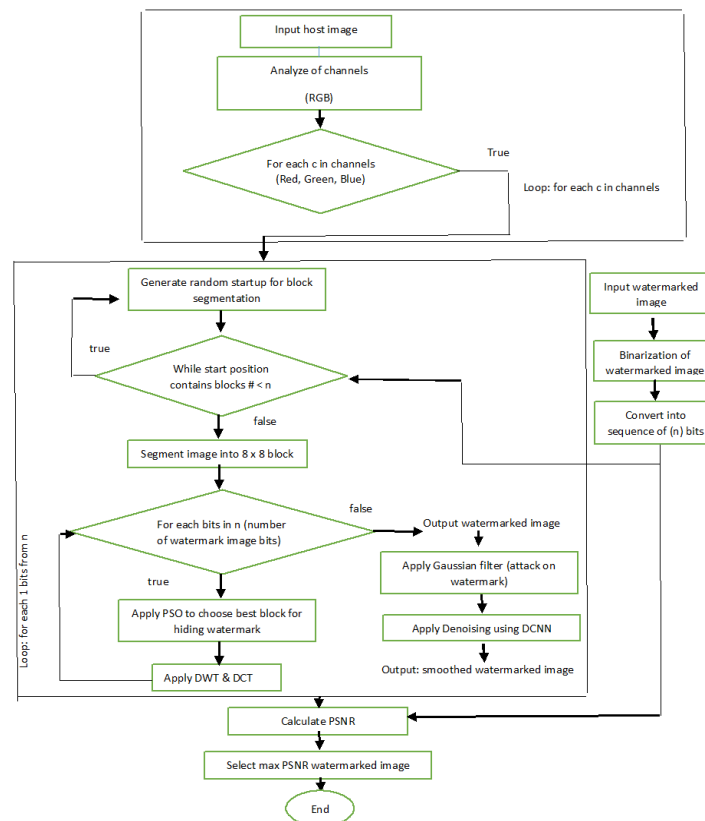 Input host image
Analyze of channels
(RGB)
For each c in channels
(Red, Green, Blue)
True
Loop: for each c in channels
Generate random startup for block
segmentation
true
While start position
contains blocks # < n
false
Segment image into 8 x 8 block
For each bits in n (number
of watermark image bits)
false
true
Apply PSO to choose best block for
hiding watermark
Apply DWT & DCT
Loop: for each 1 bits from n
Output watermarked image
Apply Gaussian filter (attack on
watermark)
Apply Denoising using DCNN
Output: smoothed watermarked image
Input watermarked
image
Binarization of
watermarked image
Convert into
sequence of (n) bits
Calculate PSNR
Select max PSNR watermarked image
End